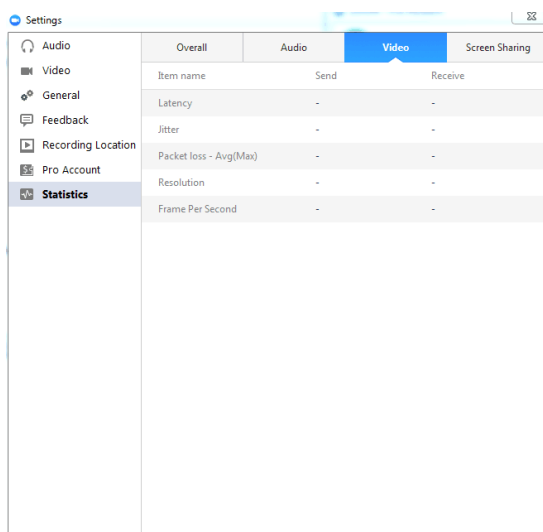 Settings
Audio
Video
General
Feedback
Recording Location
Pro Account
Statistics
Overall Audio Video Screen Sharing
Item name Send Receive
Latency - -
Jitter - -
Packet loss - Avg(Max) - -
Resolution - -
Frame Per Second - -